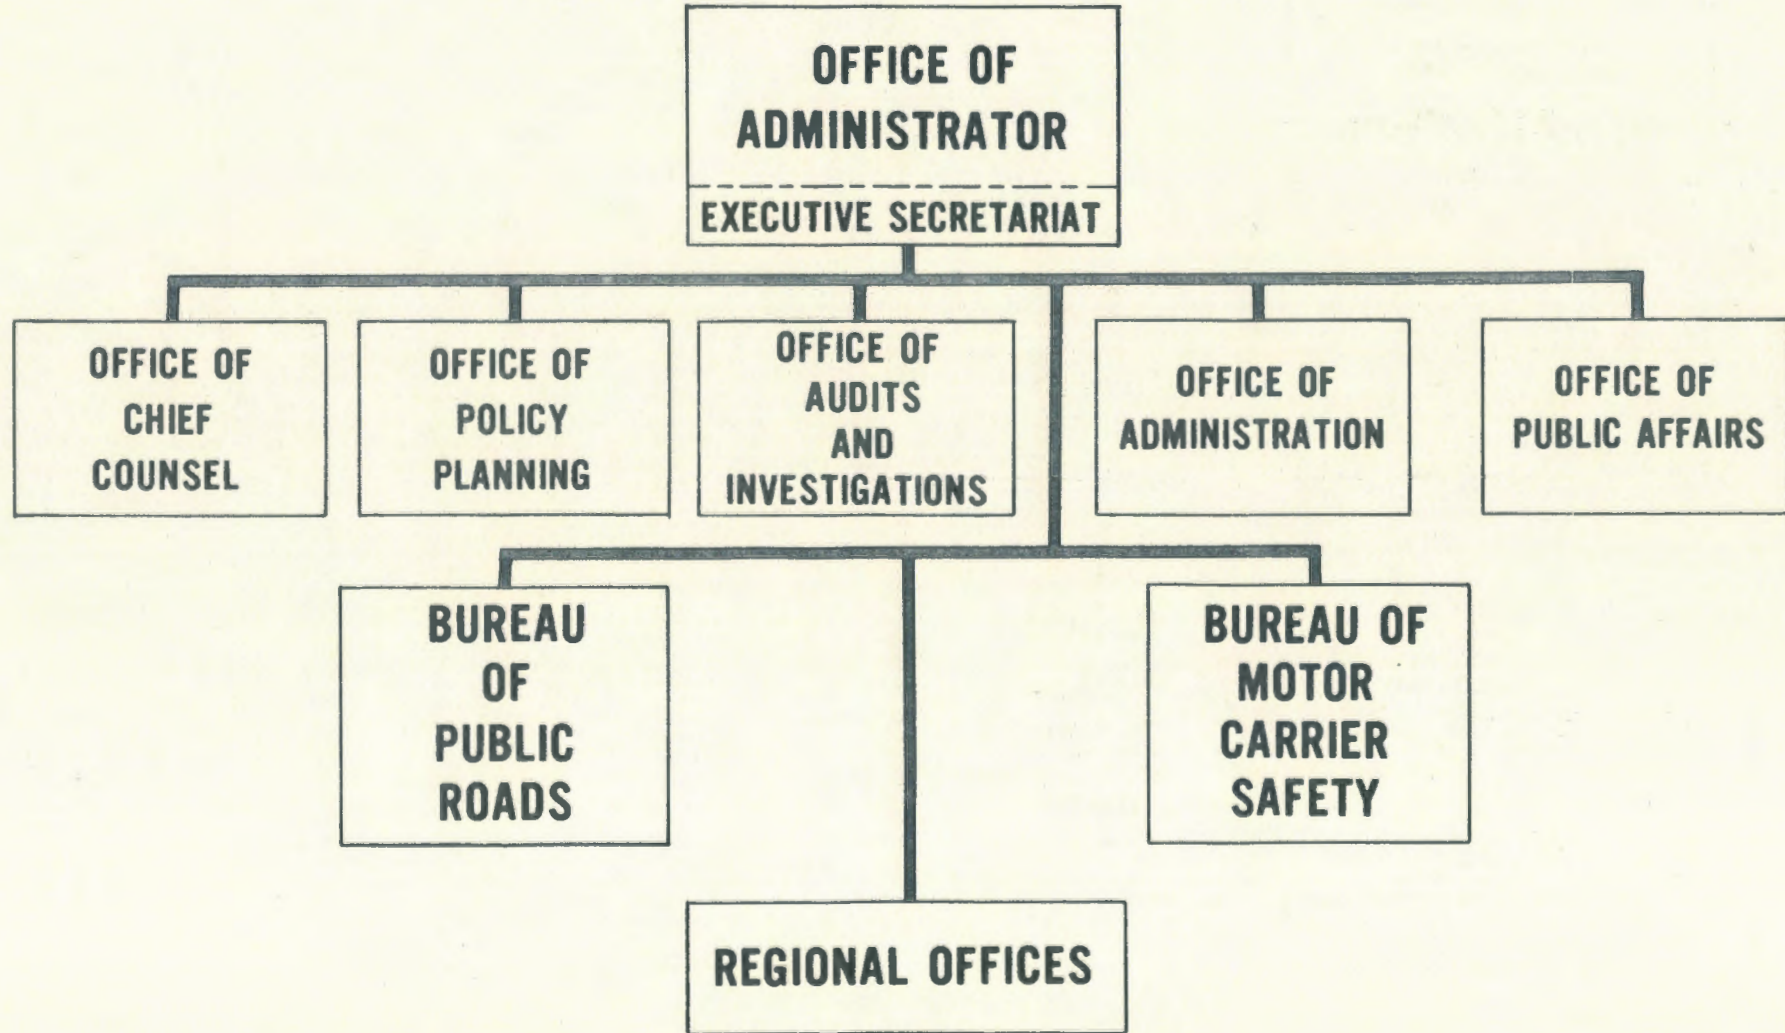 OFFICE OF
ADMINISTRATOR
EXECUTIVE SECRETARIAT
OFFICE OF
CHIEF
COUNSEL
OFFICE OF
POLICY
PLANNING
OFFICE OF
AUDITS
AND
INVESTIGATIONS
OFFICE OF
ADMINISTRATION
OFFICE OF
PUBLIC AFFAIRS
BUREAU
OF
PUBLIC
ROADS
BUREAU OF
MOTOR
CARRIER
SAFETY
REGIONAL OFFICES